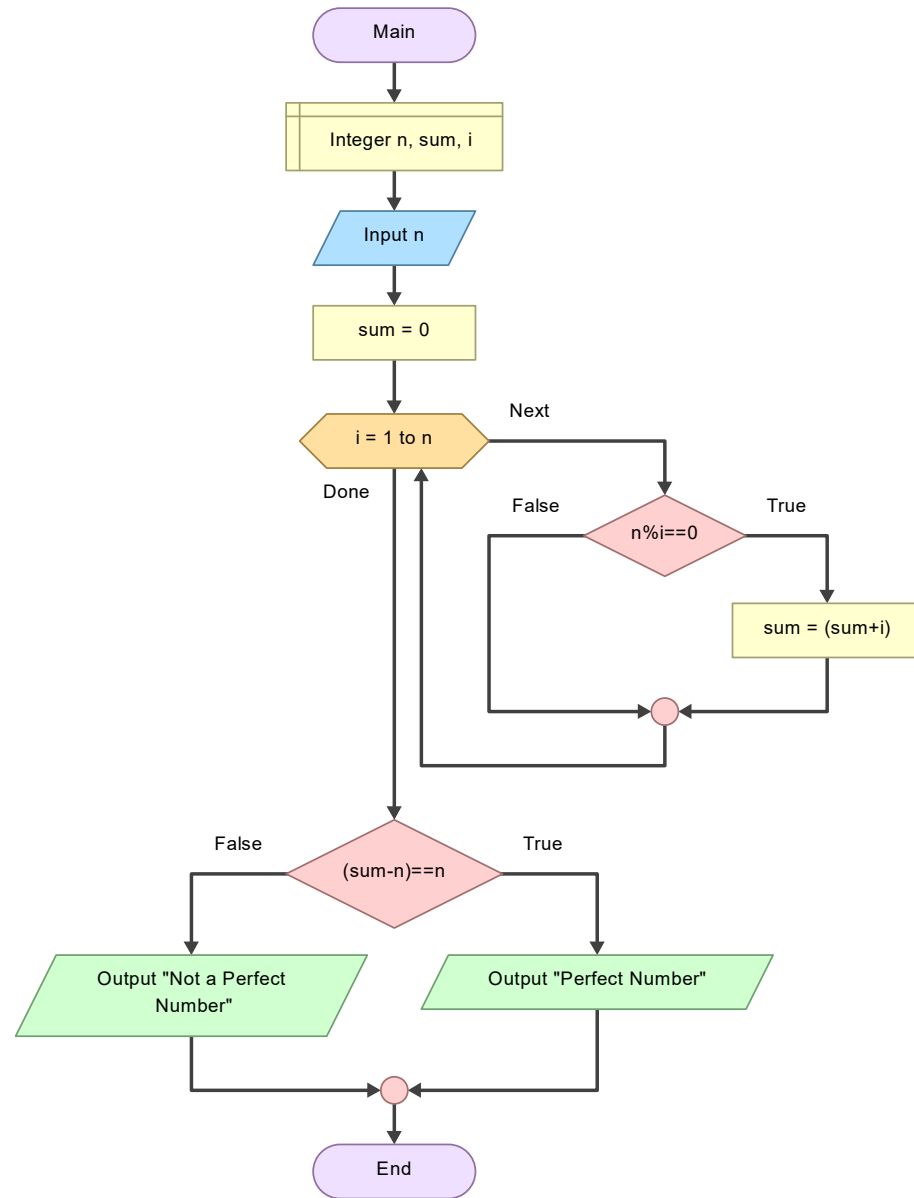 Main
Integer n, sum, i
Input n
sum = 0
i = 1 to n
Next
Done
False
True
n%i==0
sum = (sum+i)
False
True
(sum-n)==n
Output "Not a Perfect
Number"
Output "Perfect Number"
End